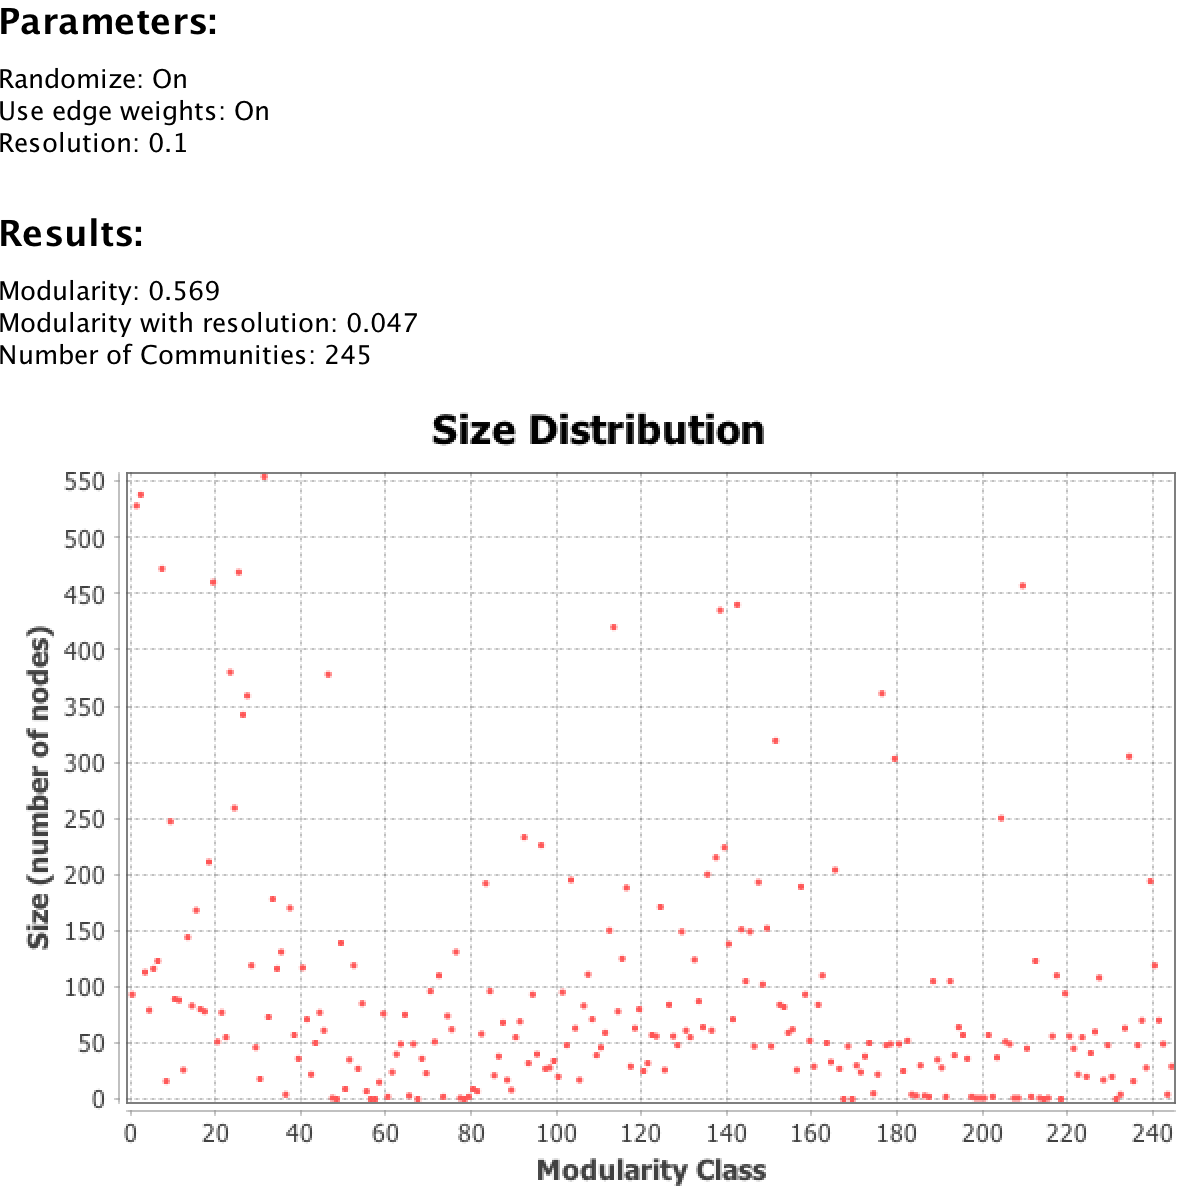 Parameters:
Randomize: On
Use edge weights: On
Resolution: 0.1
Results:
Modularity: 0.569
Modularity with resolution: 0.047
Number of Communities: 245
Size Distribution
550
500
450
400
350
300
250
200
150
100
50
0
Size (number of nodes)
0 20 40 60 80 100 120 140 160 180 200 220 240
Modularity Class